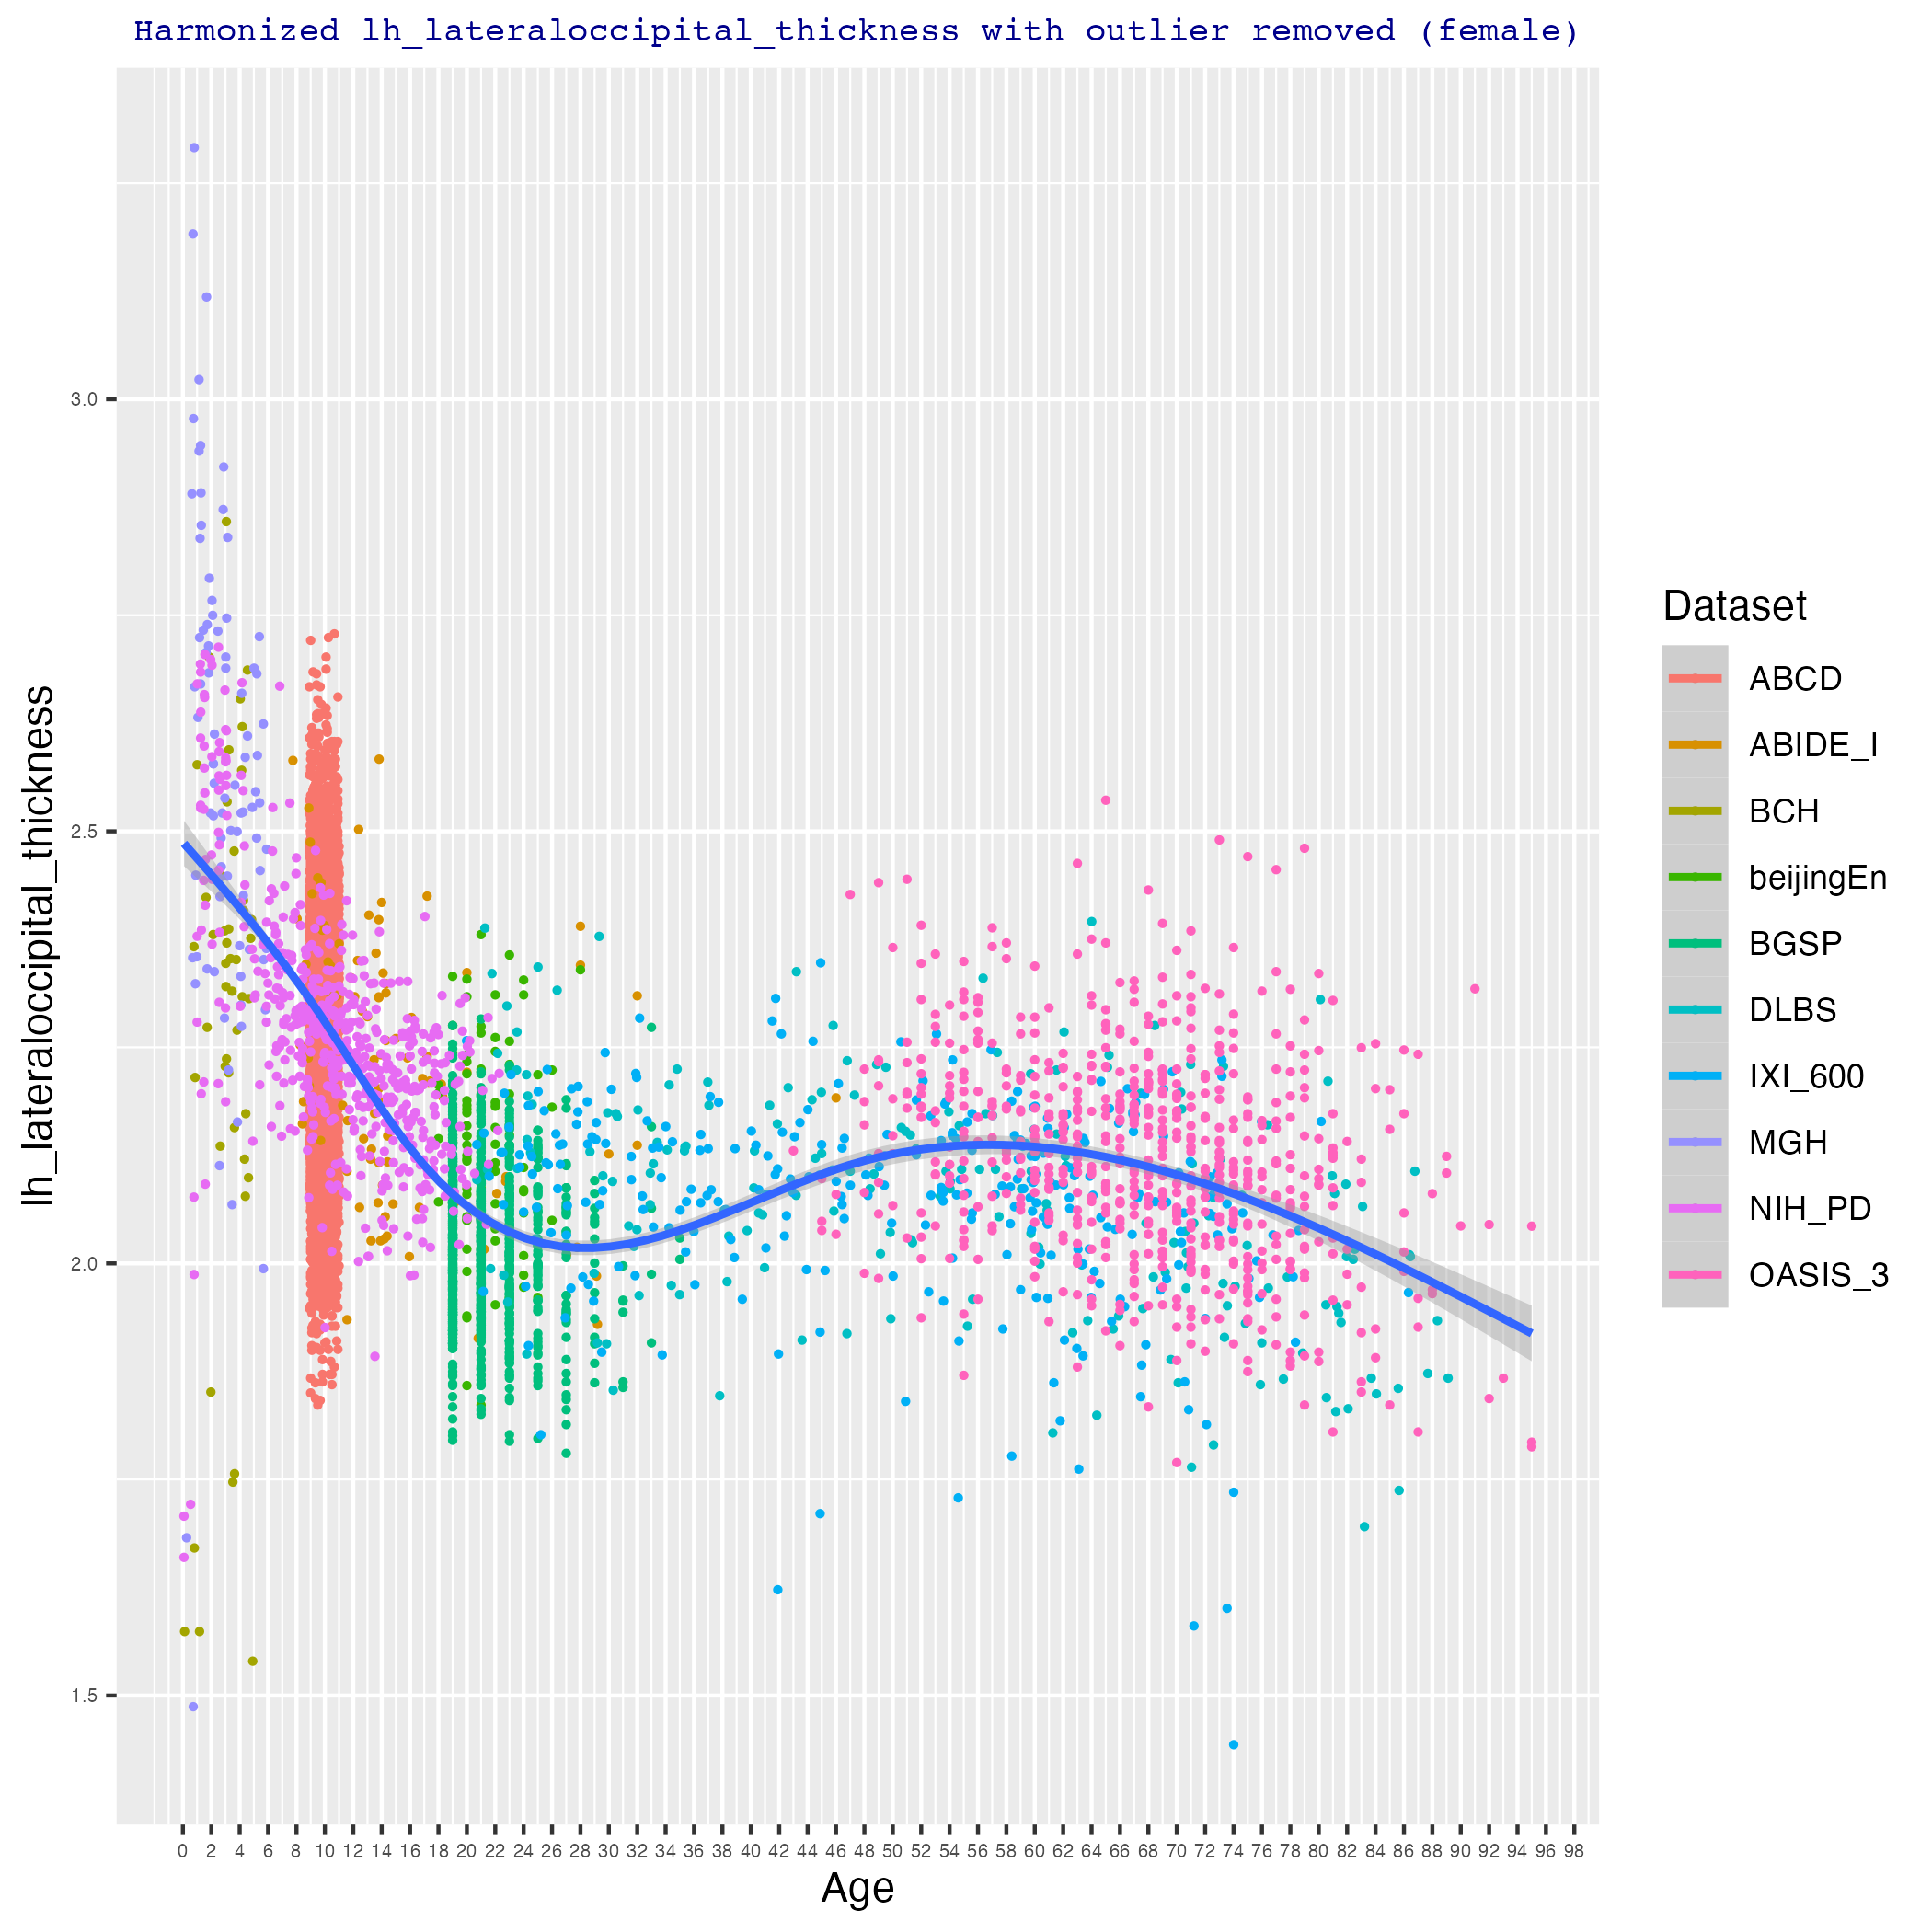 Harmonized lh_lateraloccipital_thickness with outlier removed (female)
lh_lateraloccipital_thickness
3.0
2.5
2.0
1.5
0 2 4 6 8 10 12 14 16 18 20 22 24 26 28 30 32 34 36 38 40 42 44 46 48 50 52 54 56 58 60 62 64 66 68 70 72 74 76 78 80 82 84 86 88 90 92 94 96 98
Age
Dataset
ABCD
ABIDE_I
BCH
beijingEn
BGSP
DLBS
IXI_600
MGH
NIH_PD
OASIS_3